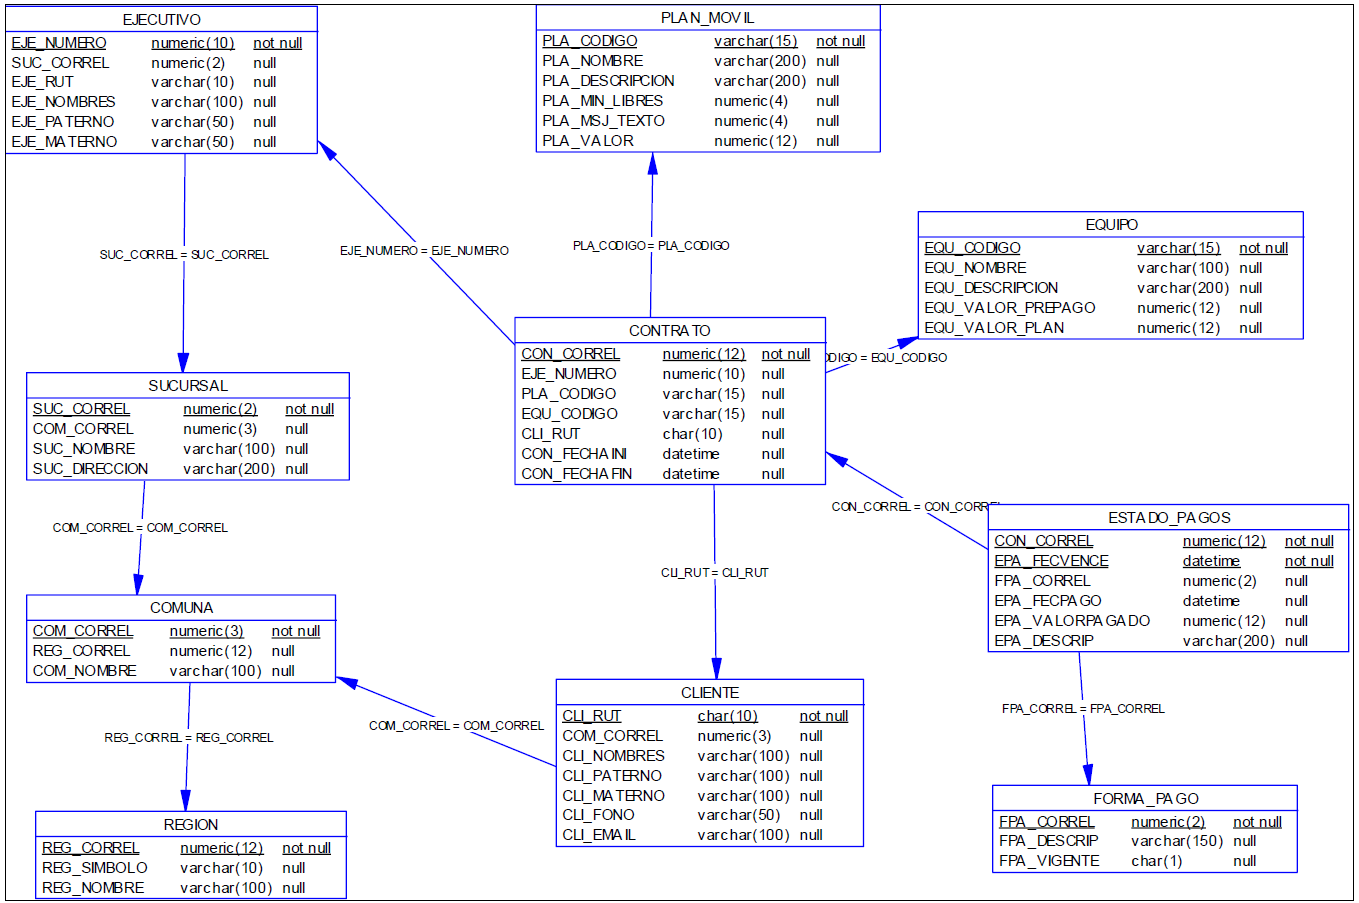 EJECUTIVO
EJE_NUMERO numeric(10) not null
SUC_CORREL numeric(2) null
EJE_RUT varchar(10) null
EJE_NOMBRES varchar(100) null
EJE_PATERNO varchar(50) null
EJE_MATERNO varchar(50) null
PLAN_MOVIL
PLA_CODIGO varchar(15) not null
PLA_NOMBRE varchar(200) null
PLA_DESCRIPCION varchar(200) null
PLA_MIN_LIBRES numeric(4) null
PLA_MSJ_TEXTO numeric(4) null
PLA_VALOR numeric(12) null
SUC_CORREL = SUC_CORREL
EJE_NUMERO = EJE_NUMERO
PLA_CODIGO = PLA_CODIGO
EQUIPO
EQU_CODIGO varchar(15) not null
EQU_NOMBRE varchar(100) null
EQU_DESCRIPCION varchar(200) null
EQU_VALOR_PREPAGO numeric(12) null
EQU_VALOR_PLAN numeric(12) null
CONTRATO
CON_CORREL numeric(12) not null
EJE_NUMERO numeric(10) null
PLA_CODIGO varchar(15) null
EQU_CODIGO varchar(15) null
CLI_RUT char(10) null
CON_FECHAINI datetime null
CON_FECHAFIN datetime null
ODIGO = EQU_CODIGO
SUCURSAL
SUC_CORREL numeric(2) not null
COM_CORREL numeric(3) null
SUC_NOMBRE varchar(100) null
SUC_DIRECCION varchar(200) null
CON_CORREL = CON_CORREL
COM_CORREL = COM_CORREL
ESTADO_PAGOS
CON_CORREL numeric(12) not null
EPA_FECVENCE datetime not null
FPA_CORREL numeric(2) null
EPA_FECPAGO datetime null
EPA_VALORPAGADO numeric(12) null
EPA_DESCRIP varchar(200) null
CLI_RUT = CLI_RUT
COMUNA
COM_CORREL numeric(3) not null
REG_CORREL numeric(12) null
COM_NOMBRE varchar(100) null
COM_CORREL = COM_CORREL
CLIENTE
CLI_RUT char(10) not null
COM_CORREL numeric(3) null
CLI_NOMBRES varchar(100) null
CLI_PATERNO varchar(100) null
CLI_MATERNO varchar(100) null
CLI_FONO varchar(50) null
CLI_EMAIL varchar(100) null
FPA_CORREL = FPA_CORREL
REG_CORREL = REG_CORREL
FORMA_PAGO
FPA_CORREL numeric(2) not null
FPA_DESCRIP varchar(150) null
FPA_VIGENTE char(1) null
REGION
REG_CORREL numeric(12) not null
REG_SIMBOLO varchar(10) null
REG_NOMBRE varchar(100) null